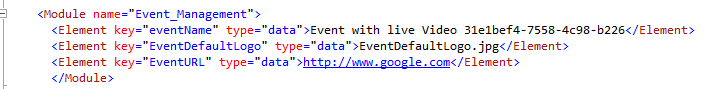 <Module name="Event_Management">
<Element key="eventName" type="data">Event with live Video 31e1bef4-7558-4c98-b226</Element>
<Element key="EventDefaultLogo" type="data">EventDefaultLogo.jpg</Element>
<Element key="EventURL" type="data">http://www.google.com</Element>
</Module>